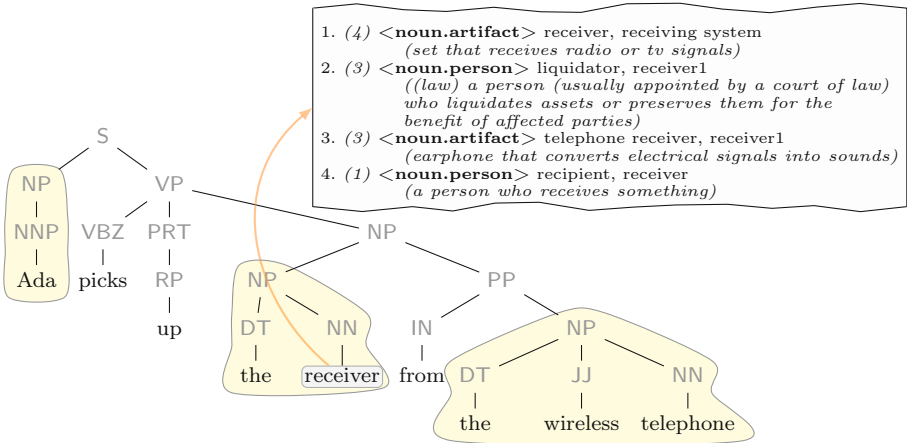 1. (4) <noun.artifact> receiver, receiving system
(set that receives radio or tv signals)
2. (3) <noun.person> liquidator, receiver1
((law) a person (usually appointed by a court of law)
who liquidates assets or preserves them for the
benefit of affected parties)
3. (3) <noun.artifact> telephone receiver, receiver1
(earphone that converts electrical signals into sounds)
4. (1) <noun.person> recipient, receiver
(a person who receives something)
S
NP VP
NNP VBZ PRT NP
Ada picks RP NP PP
up DT NN IN NP
the receiver from DT JJ NN
the wireless telephone